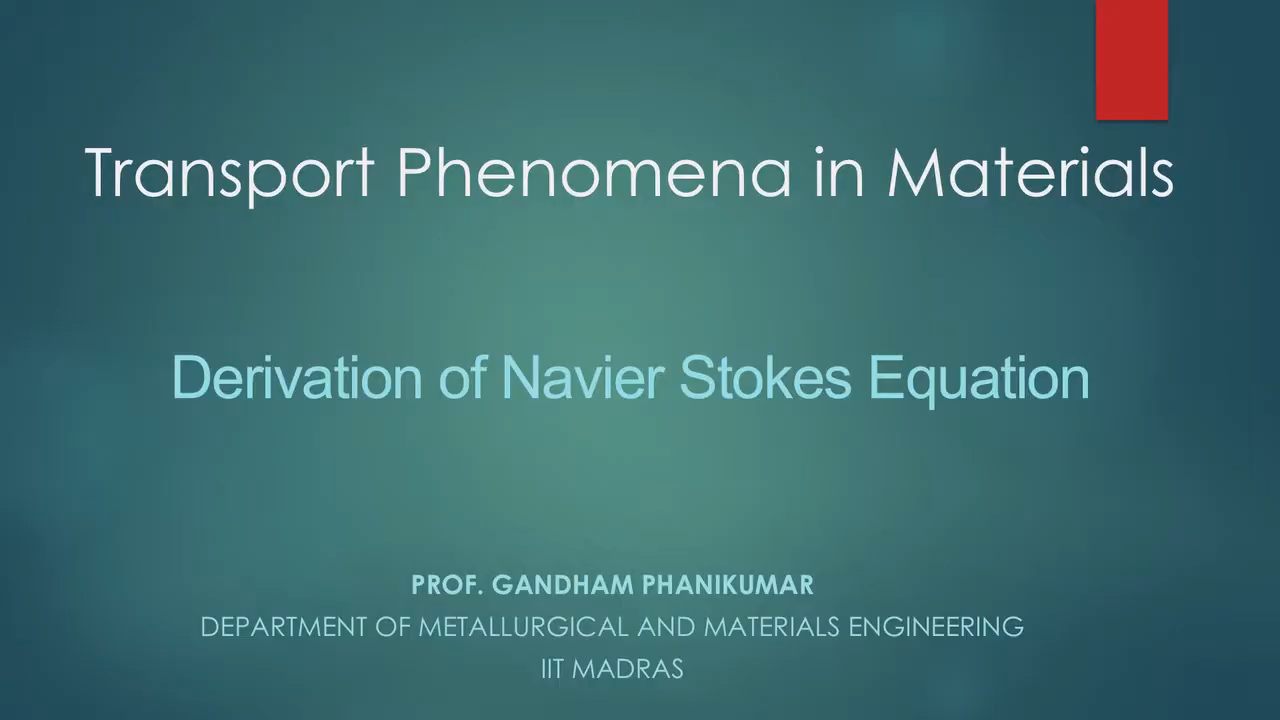 Transport Phenomena in Materials
Derivation of Navier Stokes Equation
PROF. GANDHAM PHANIKUMAR
DEPARTMENT OF METALLURGICAL AND MATERIALS ENGINEERING
IIT MADRAS